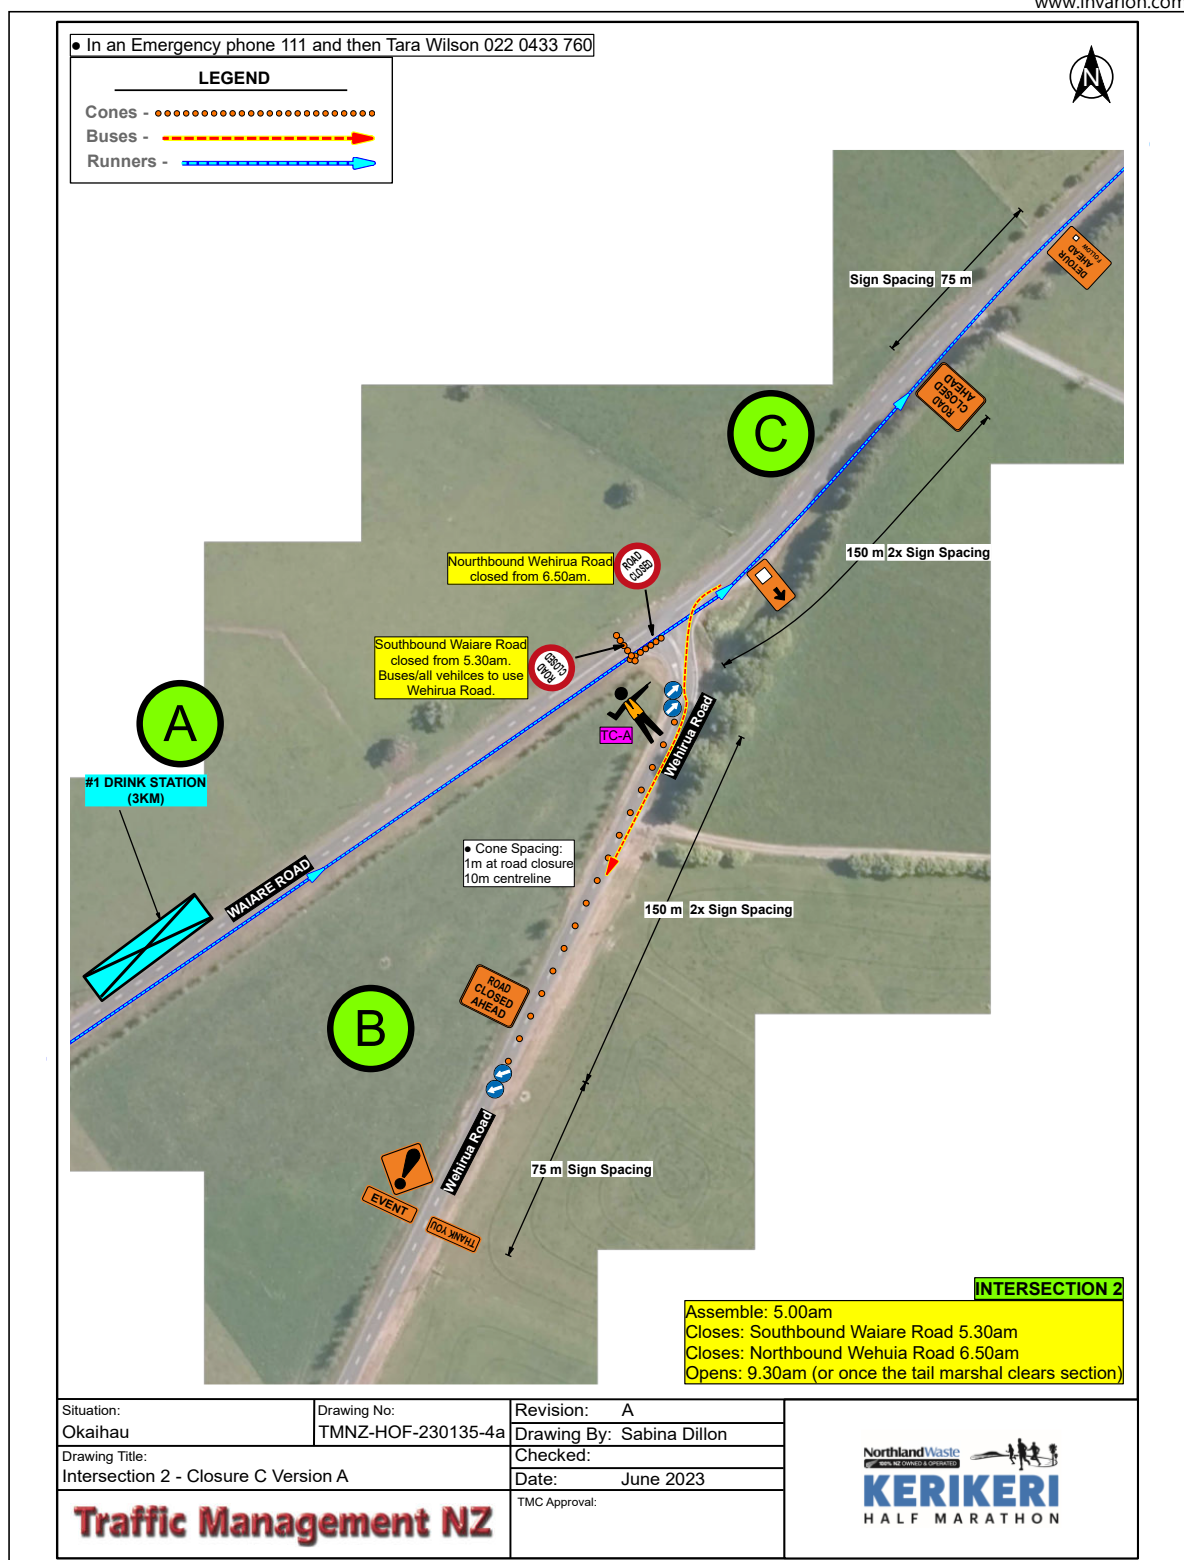 www.invarion.com
● In an Emergency phone 111 and then Tara Wilson 022 0433 760
LEGEND
Cones -
Buses -
Runners -
N
DETOUR
AHEAD
FOLLOW
Sign Spacing 75 m
ROAD
CLOSED
AHEAD
C
150 m 2x Sign Spacing
Nourthbound Wehirua Road
closed from 6.50am.
ROAD
CLOSED
Southbound Waiare Road
closed from 5.30am.
Buses/all vehilces to use
Wehirua Road.
ROAD
CLOSED
A
TC-A
Wehirua Road
#1 DRINK STATION
(3KM)
● Cone Spacing:
1m at road closure
10m centreline
WAIARE ROAD
150 m 2x Sign Spacing
ROAD
CLOSED
AHEAD
B
Wehirua Road
75 m Sign Spacing
EVENT
THANK YOU
INTERSECTION 2
Assemble: 5.00am
Closes: Southbound Waiare Road 5.30am
Closes: Northbound Wehuia Road 6.50am
Opens: 9.30am (or once the tail marshal clears section)
Situation:
Okaihau
Drawing No:
TMNZ-HOF-230135-4a
Revision: A
Drawing By: Sabina Dillon
Drawing Title:
Intersection 2 - Closure C Version A
Checked:
Date: June 2023
TMC Approval:
Traffic Management NZ
NorthlandWaste
100% NZ OWNED & OPERATED
KERIKERI
HALF MARATHON